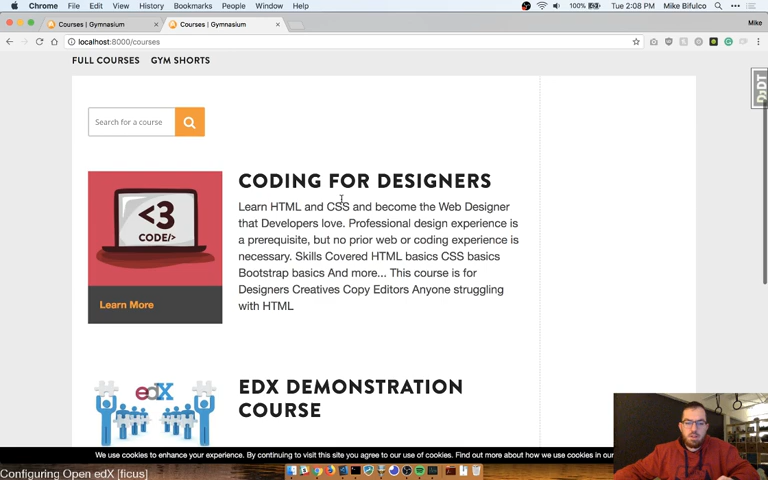 Chrome File Edit View History Bookmarks People Window Help 100% Tue 2:08 PM Mike Bifulco
Courses | Gymnasium Courses | Gymnasium Mike
localhost:8000/courses
FULL COURSES GYM SHORTS
DjDT
Search for a course
CODING FOR DESIGNERS
Learn HTML and CSS and become the Web Designer
that Developers love. Professional design experience is
a prerequisite, but no prior web or coding experience is
necessary. Skills Covered HTML basics CSS basics
Bootstrap basics And more... This course is for
Designers Creatives Copy Editors Anyone struggling
with HTML
<3
CODE/>
Learn More
edX
EDX DEMONSTRATION
COURSE
We use cookies to enhance your experience. By continuing to visit this site you agree to our use of cookies. Find out more about how we use cookies in our
Configuring Open edX [ficus]